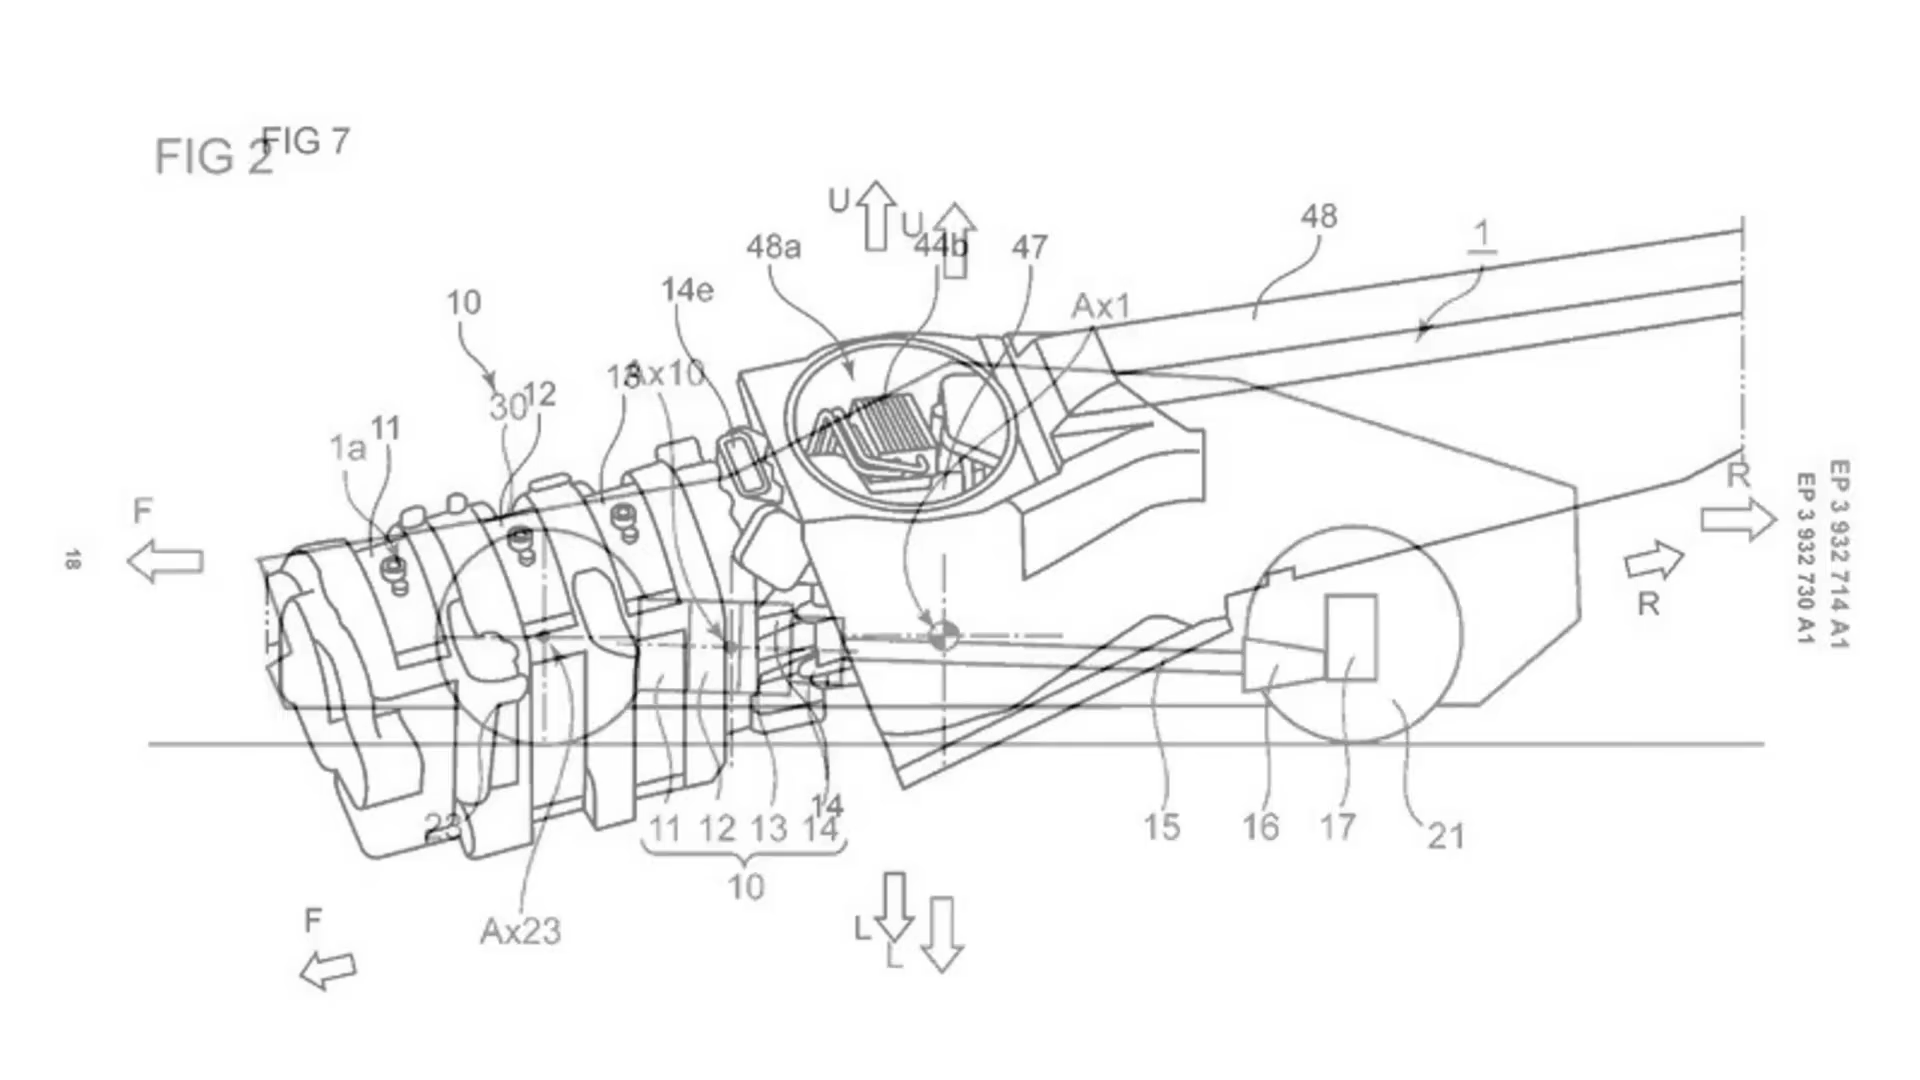 FIG 2
FIG 7
U
U
48a
44b
47
48
1
14e
Ax1
10
Ax10
13
30
12
11
1a
F
R
EP 3 932 714 A1
EP 3 932 730 A1
18
R
23
11
12
13
14
14
15
16
17
21
10
F
Ax23
L
L